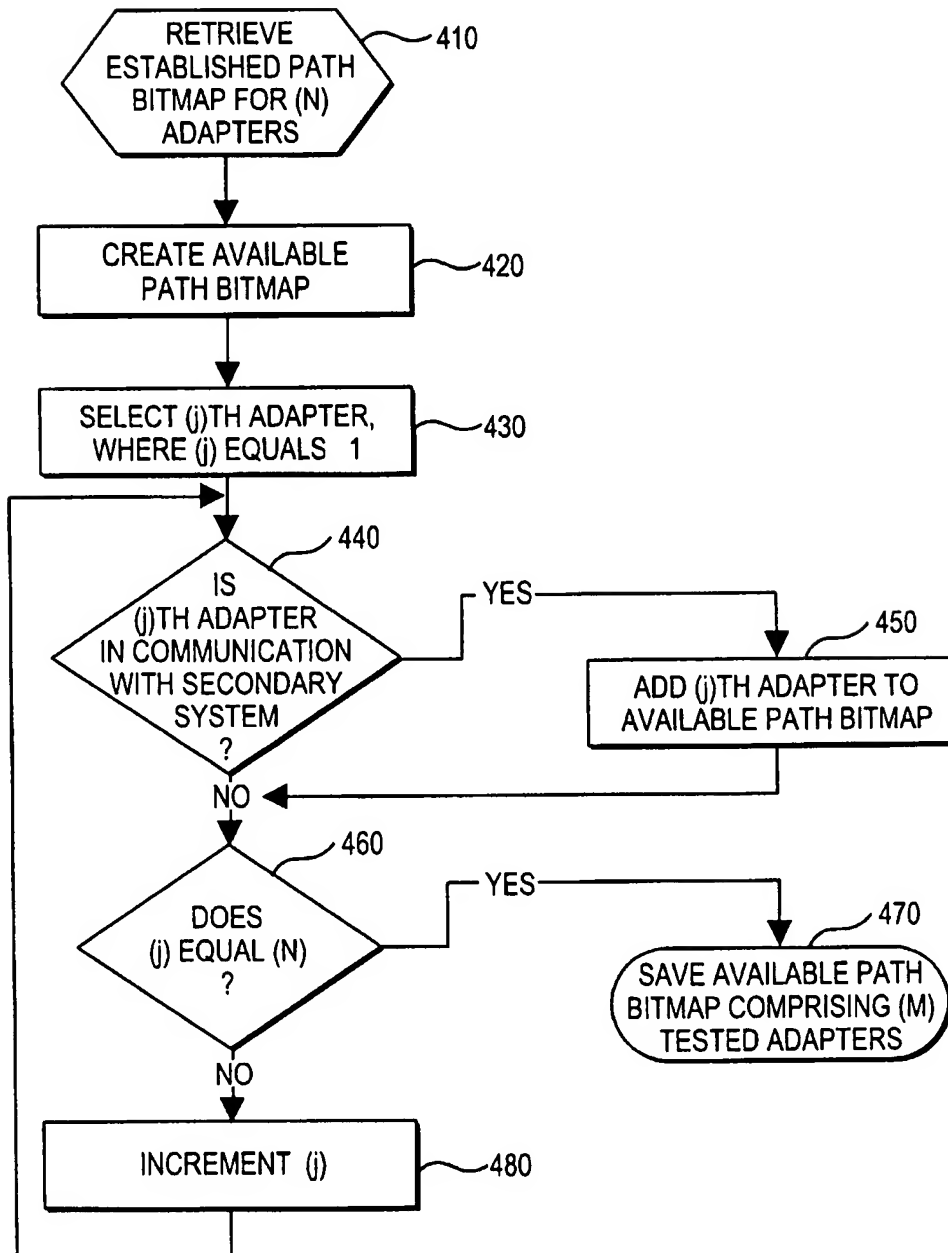 RETRIEVE
ESTABLISHED PATH
BITMAP FOR (N)
ADAPTERS
410
CREATE AVAILABLE
PATH BITMAP
420
SELECT (j)TH ADAPTER,
WHERE (j) EQUALS 1
430
440
IS
(j)TH ADAPTER
IN COMMUNICATION
WITH SECONDARY
SYSTEM
?
YES
450
ADD (j)TH ADAPTER TO
AVAILABLE PATH BITMAP
NO
460
DOES
(j) EQUAL (N)
?
YES
470
SAVE AVAILABLE PATH
BITMAP COMPRISING (M)
TESTED ADAPTERS
NO
INCREMENT (j)
480